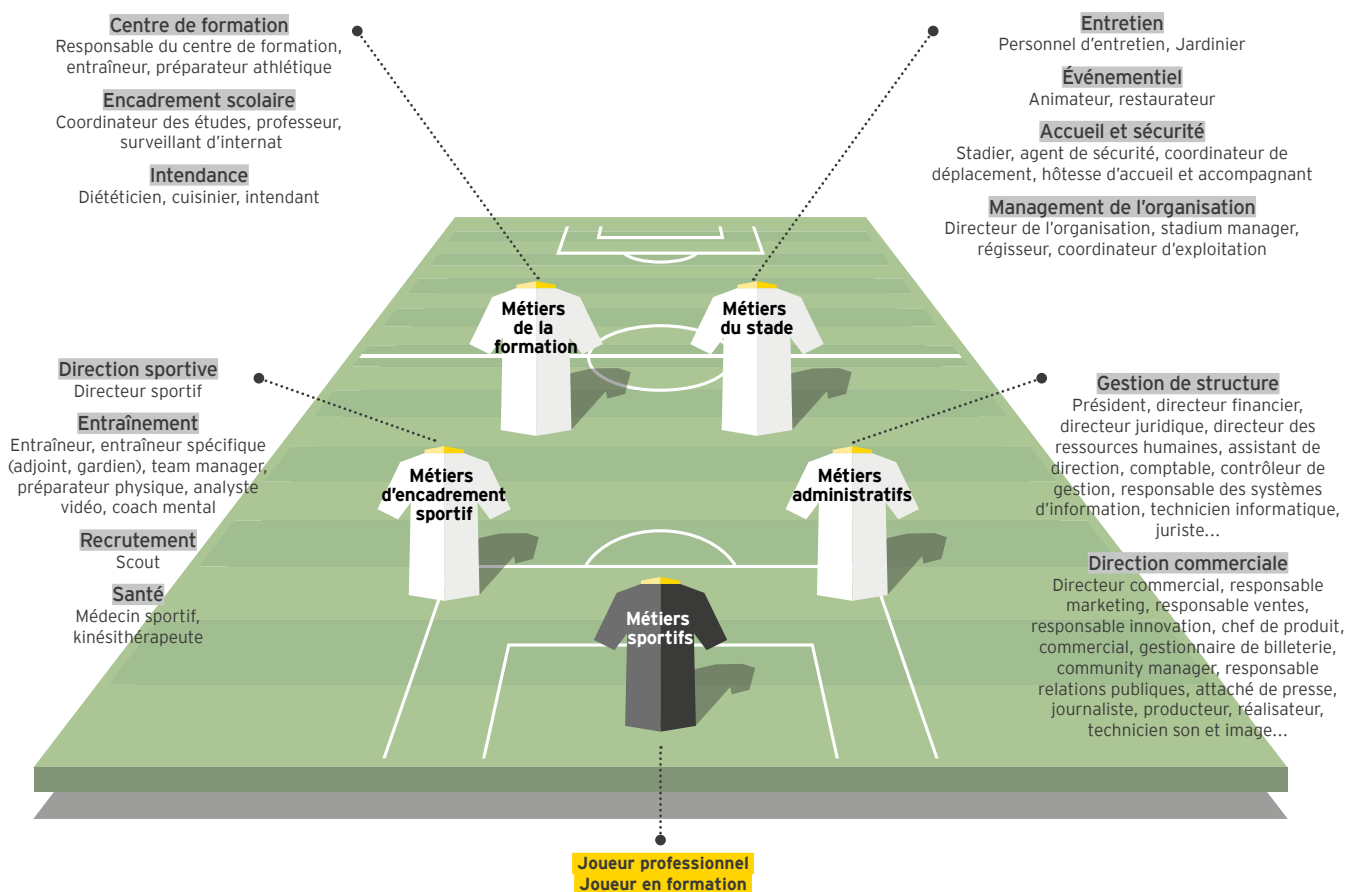 Centre de formation
Responsable du centre de formation,
entraîneur, préparateur athlétique
Encadrement scolaire
Coordinateur des études, professeur,
surveillant d'internat
Intendance
Diététicien, cuisinier, intendant
Entretien
Personnel d'entretien, Jardinier
Événementiel
Animateur, restaurateur
Accueil et sécurité
Stadier, agent de sécurité, coordinateur de
déplacement, hôtesse d'accueil et accompagnant
Management de l'organisation
Directeur de l'organisation, stadium manager,
régisseur, coordinateur d'exploitation
Métiers
de la
formation
Métiers
du stade
Direction sportive
Directeur sportif
Entraînement
Entraîneur, entraîneur spécifique
(adjoint, gardien), team manager,
préparateur physique, analyste
vidéo, coach mental
Recrutement
Scout
Santé
Médecin sportif,
kinésithérapeute
Métiers
d'encadrement
sportif
Métiers
administratifs
Gestion de structure
Président, directeur financier,
directeur juridique, directeur des
ressources humaines, assistant de
direction, comptable, contrôleur de
gestion, responsable des systèmes
d'information, technicien informatique,
juriste...
Direction commerciale
Directeur commercial, responsable
marketing, responsable ventes,
responsable innovation, chef de produit,
commercial, gestionnaire de billeterie,
community manager, responsable
relations publiques, attaché de presse,
journaliste, producteur, réalisateur,
technicien son et image...
Métiers
sportifs
Joueur professionnel
Joueur en formation